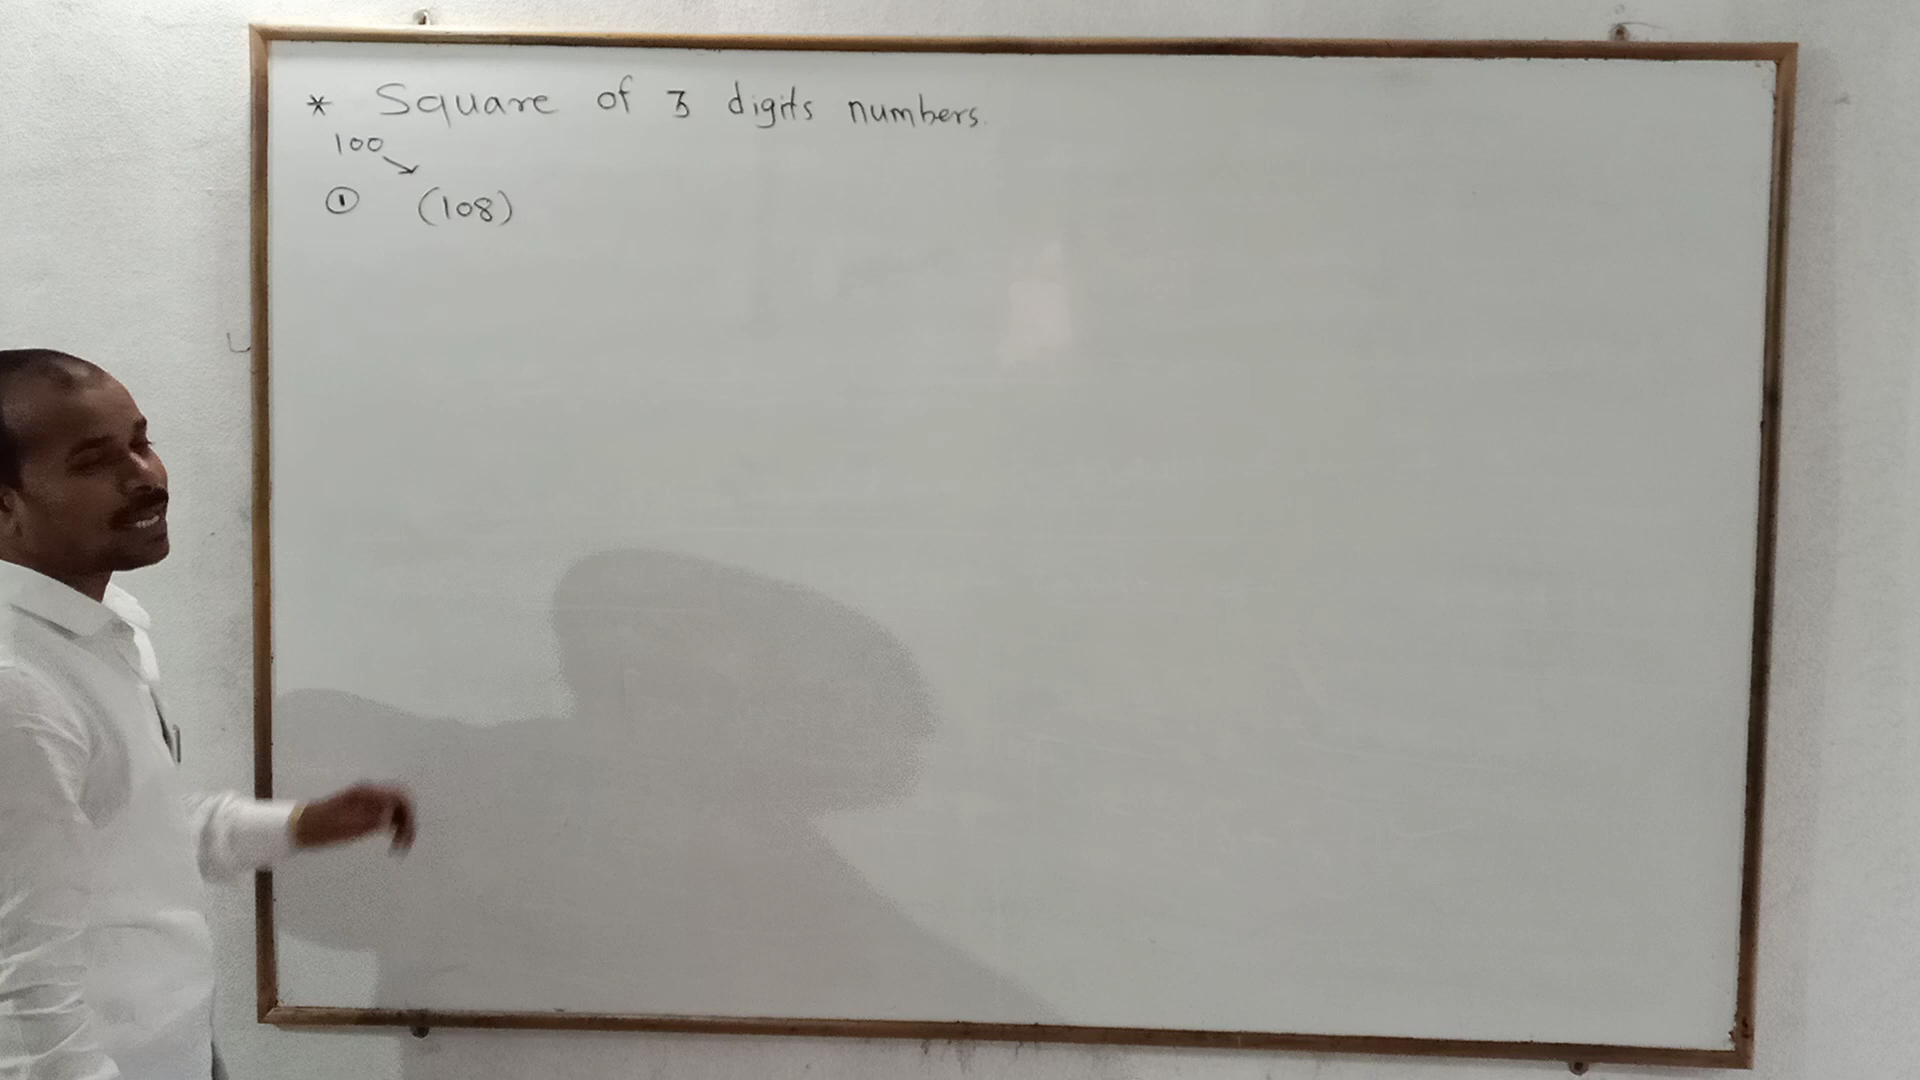 * Square of 3 digits numbers.
100
① (108)